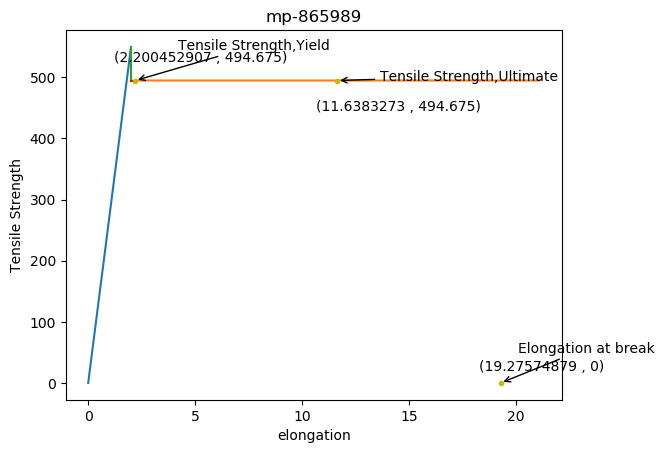 mp-865989
Tensile Strength,Yield
(2.200452907 , 494.675)
Tensile Strength,Ultimate
(11.6383273 , 494.675)
Elongation at break
(19.27574879 , 0)
500
400
300
200
100
0
Tensile Strength
0 5 10 15 20
elongation